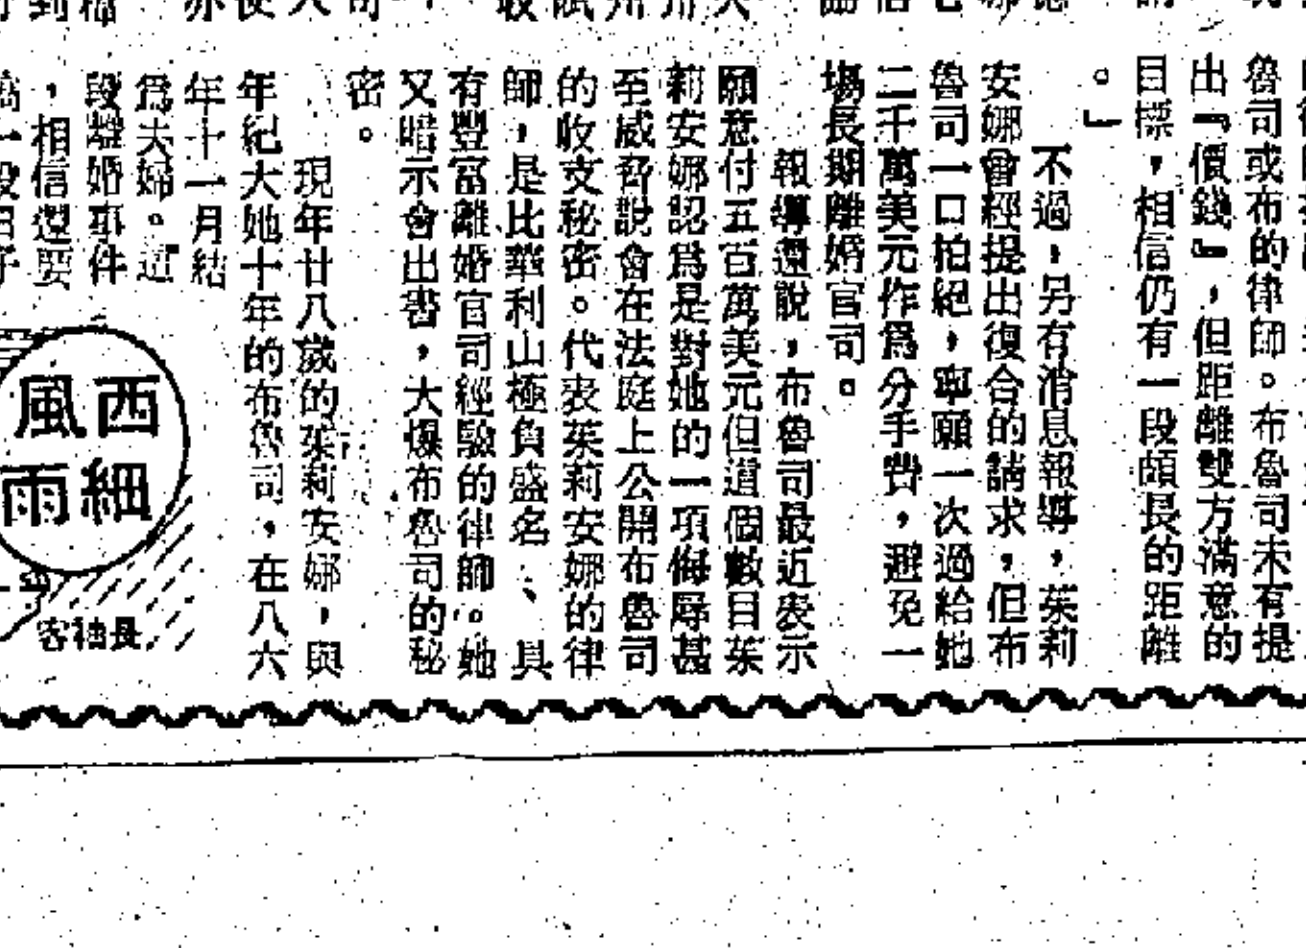 魯司或布的律師。布魯司未有提
出『價錢』，但距離雙方滿意的
目標，相信仍有一段頗長的距離
。」
不過，另有消息報導，茱莉
安娜曾經提出復合的請求，但布
魯司一口拍絕，寧願一次過給她
二千萬美元作爲分手費，避免一
場長期離婚官司。
報導還說，布魯司最近表示
願意付五百萬美元但這個數目茱
莉安娜認爲是對她的一項侮辱甚
至威脅說會在法庭上公開布魯司
的收支秘密。代表茱莉安娜的律
師，是比華利山極負盛名、具
有豐富離婚官司經驗的律師。她
又暗示會出書，大爆布魯司的秘
密。
現年廿八歲的茱莉安娜，與
年紀大她十年的布魯司，在八六
年十一月結
爲夫婦。這
段離婚事件
，相信還要
西細
風雨
長袖客